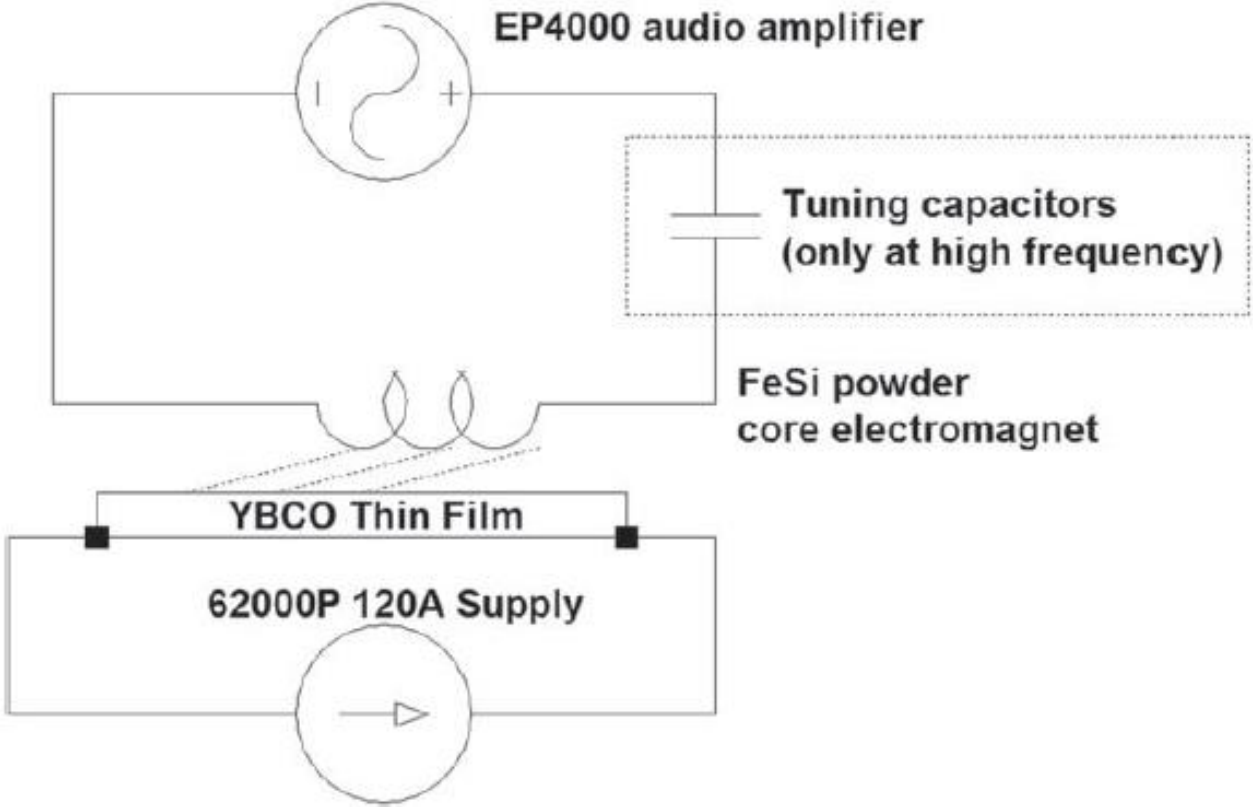 EP4000 audio amplifier
Tuning capacitors
(only at high frequency)
FeSi powder
core electromagnet
YBCO Thin Film
62000P 120A Supply